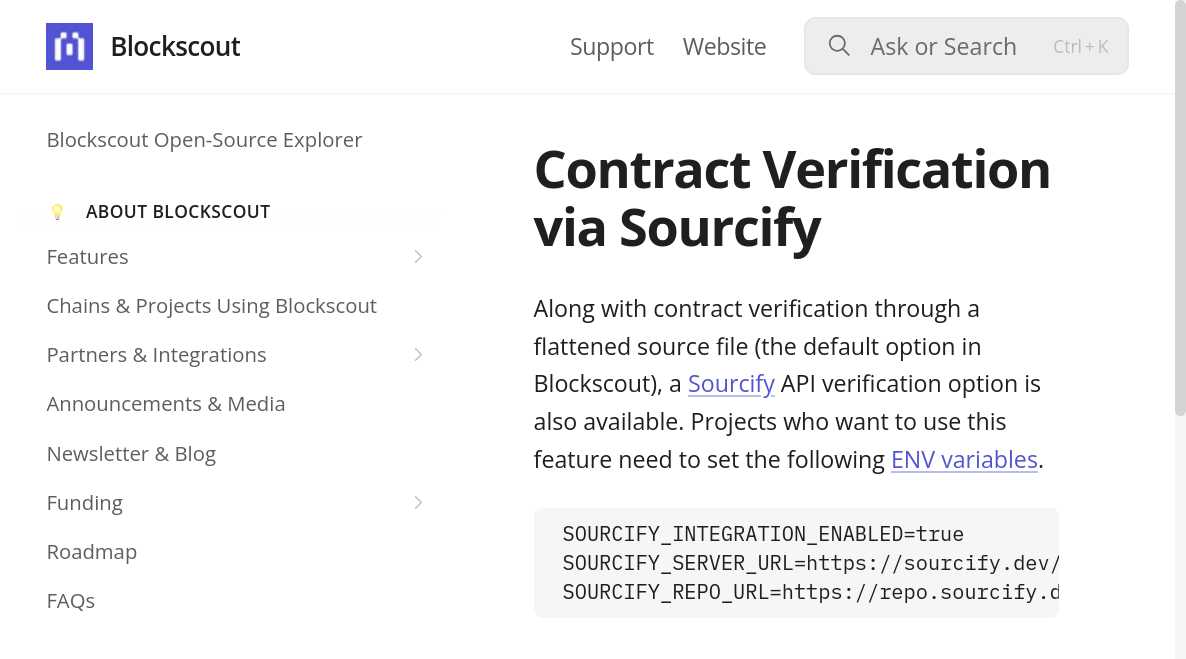 Blockscout
Support
Website
Ask or Search
Ctrl+K
Blockscout Open-Source Explorer
ABOUT BLOCKSCOUT
Features
Chains & Projects Using Blockscout
Partners & Integrations
Announcements & Media
Newsletter & Blog
Funding
Roadmap
FAQs
Contract Verification
via Sourcify
Along with contract verification through a
flattened source file (the default option in
Blockscout), a Sourcify API verification option is
also available. Projects who want to use this
feature need to set the following ENV variables.
SOURCIFY_INTEGRATION_ENABLED=true
SOURCIFY_SERVER_URL=https://sourcify.dev/
SOURCIFY_REPO_URL=https://repo.sourcify.d